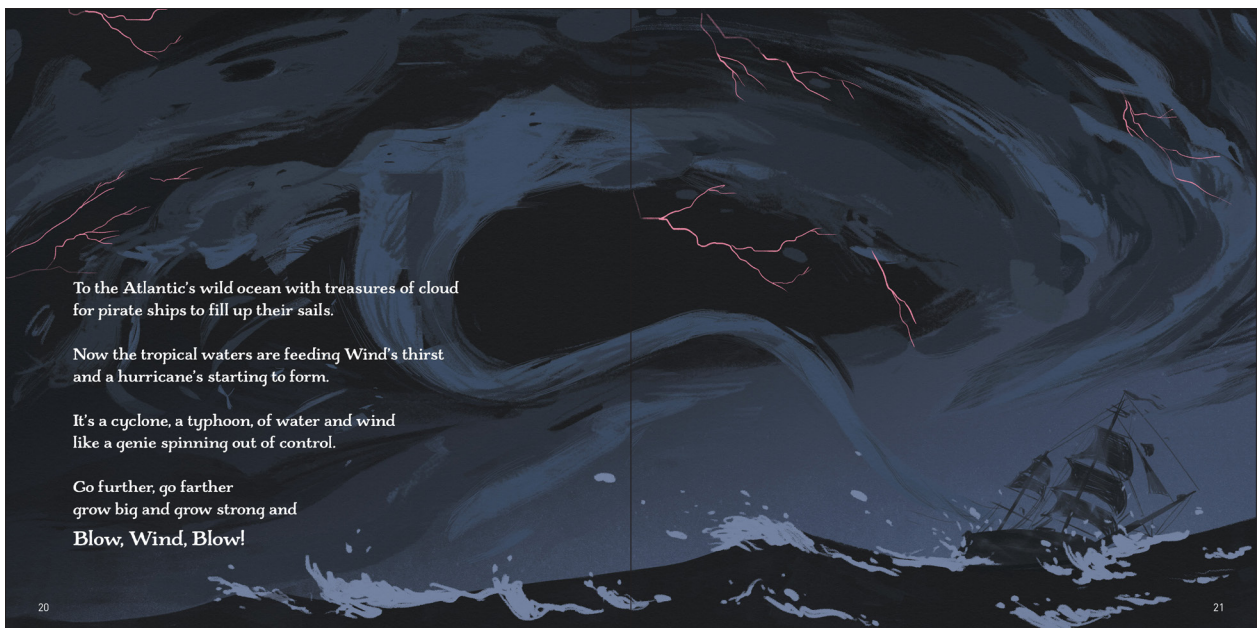 To the Atlantic's wild ocean with treasures of cloud
for pirate ships to fill up their sails.
Now the tropical waters are feeding Wind's thirst
and a hurricane's starting to form.
It's a cyclone, a typhoon, of water and wind
like a genie spinning out of control.
Go further, go farther
grow big and grow strong and
Blow, Wind, Blow!
20
21